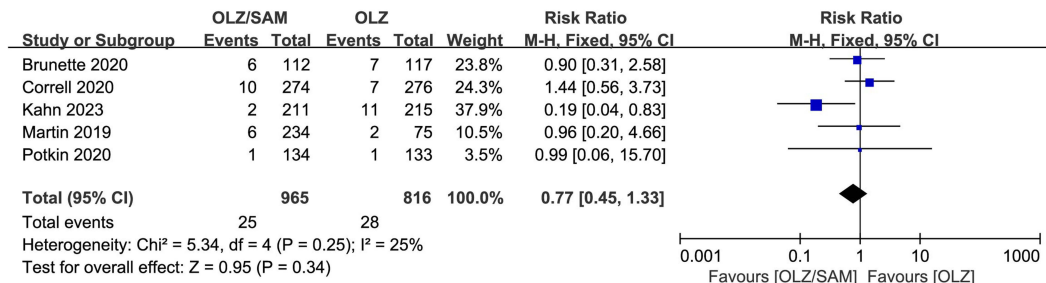 OLZ/SAM OLZ Risk Ratio Risk Ratio
Study or Subgroup Events Total Events Total Weight M-H, Fixed, 95% CI M-H, Fixed, 95% CI
Brunette 2020 6 112 7 117 23.8% 0.90 [0.31, 2.58]
Correll 2020 10 274 7 276 24.3% 1.44 [0.56, 3.73]
Kahn 2023 2 211 11 215 37.9% 0.19 [0.04, 0.83]
Martin 2019 6 234 2 75 10.5% 0.96 [0.20, 4.66]
Potkin 2020 1 134 1 133 3.5% 0.99 [0.06, 15.70]
Total (95% CI) 965 816 100.0% 0.77 [0.45, 1.33]
Total events 25 28
Heterogeneity: Chi² = 5.34, df = 4 (P = 0.25); I² = 25%
Test for overall effect: Z = 0.95 (P = 0.34)
0.001 0.1 1 10 1000
Favours [OLZ/SAM] Favours [OLZ]